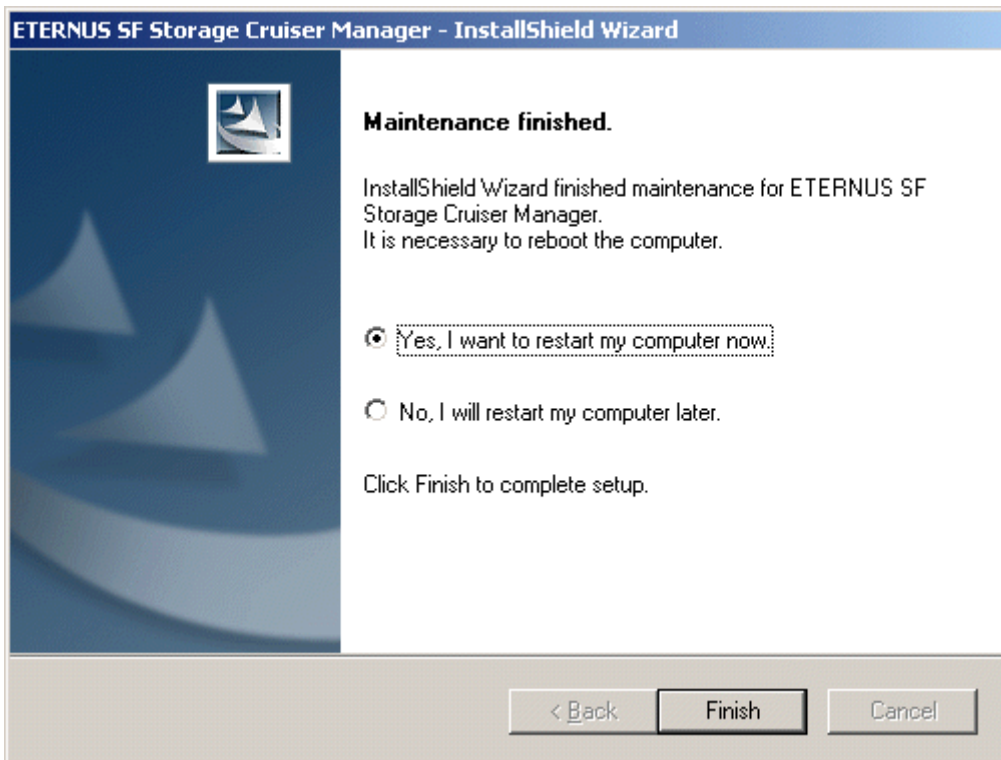 ETERNUS SF Storage Cruiser Manager - InstallShield Wizard
Maintenance finished.
InstallShield Wizard finished maintenance for ETERNUS SF
Storage Cruiser Manager.
It is necessary to reboot the computer.
Yes, I want to restart my computer now.
No, I will restart my computer later.
Click Finish to complete setup.
< Back
Finish
Cancel